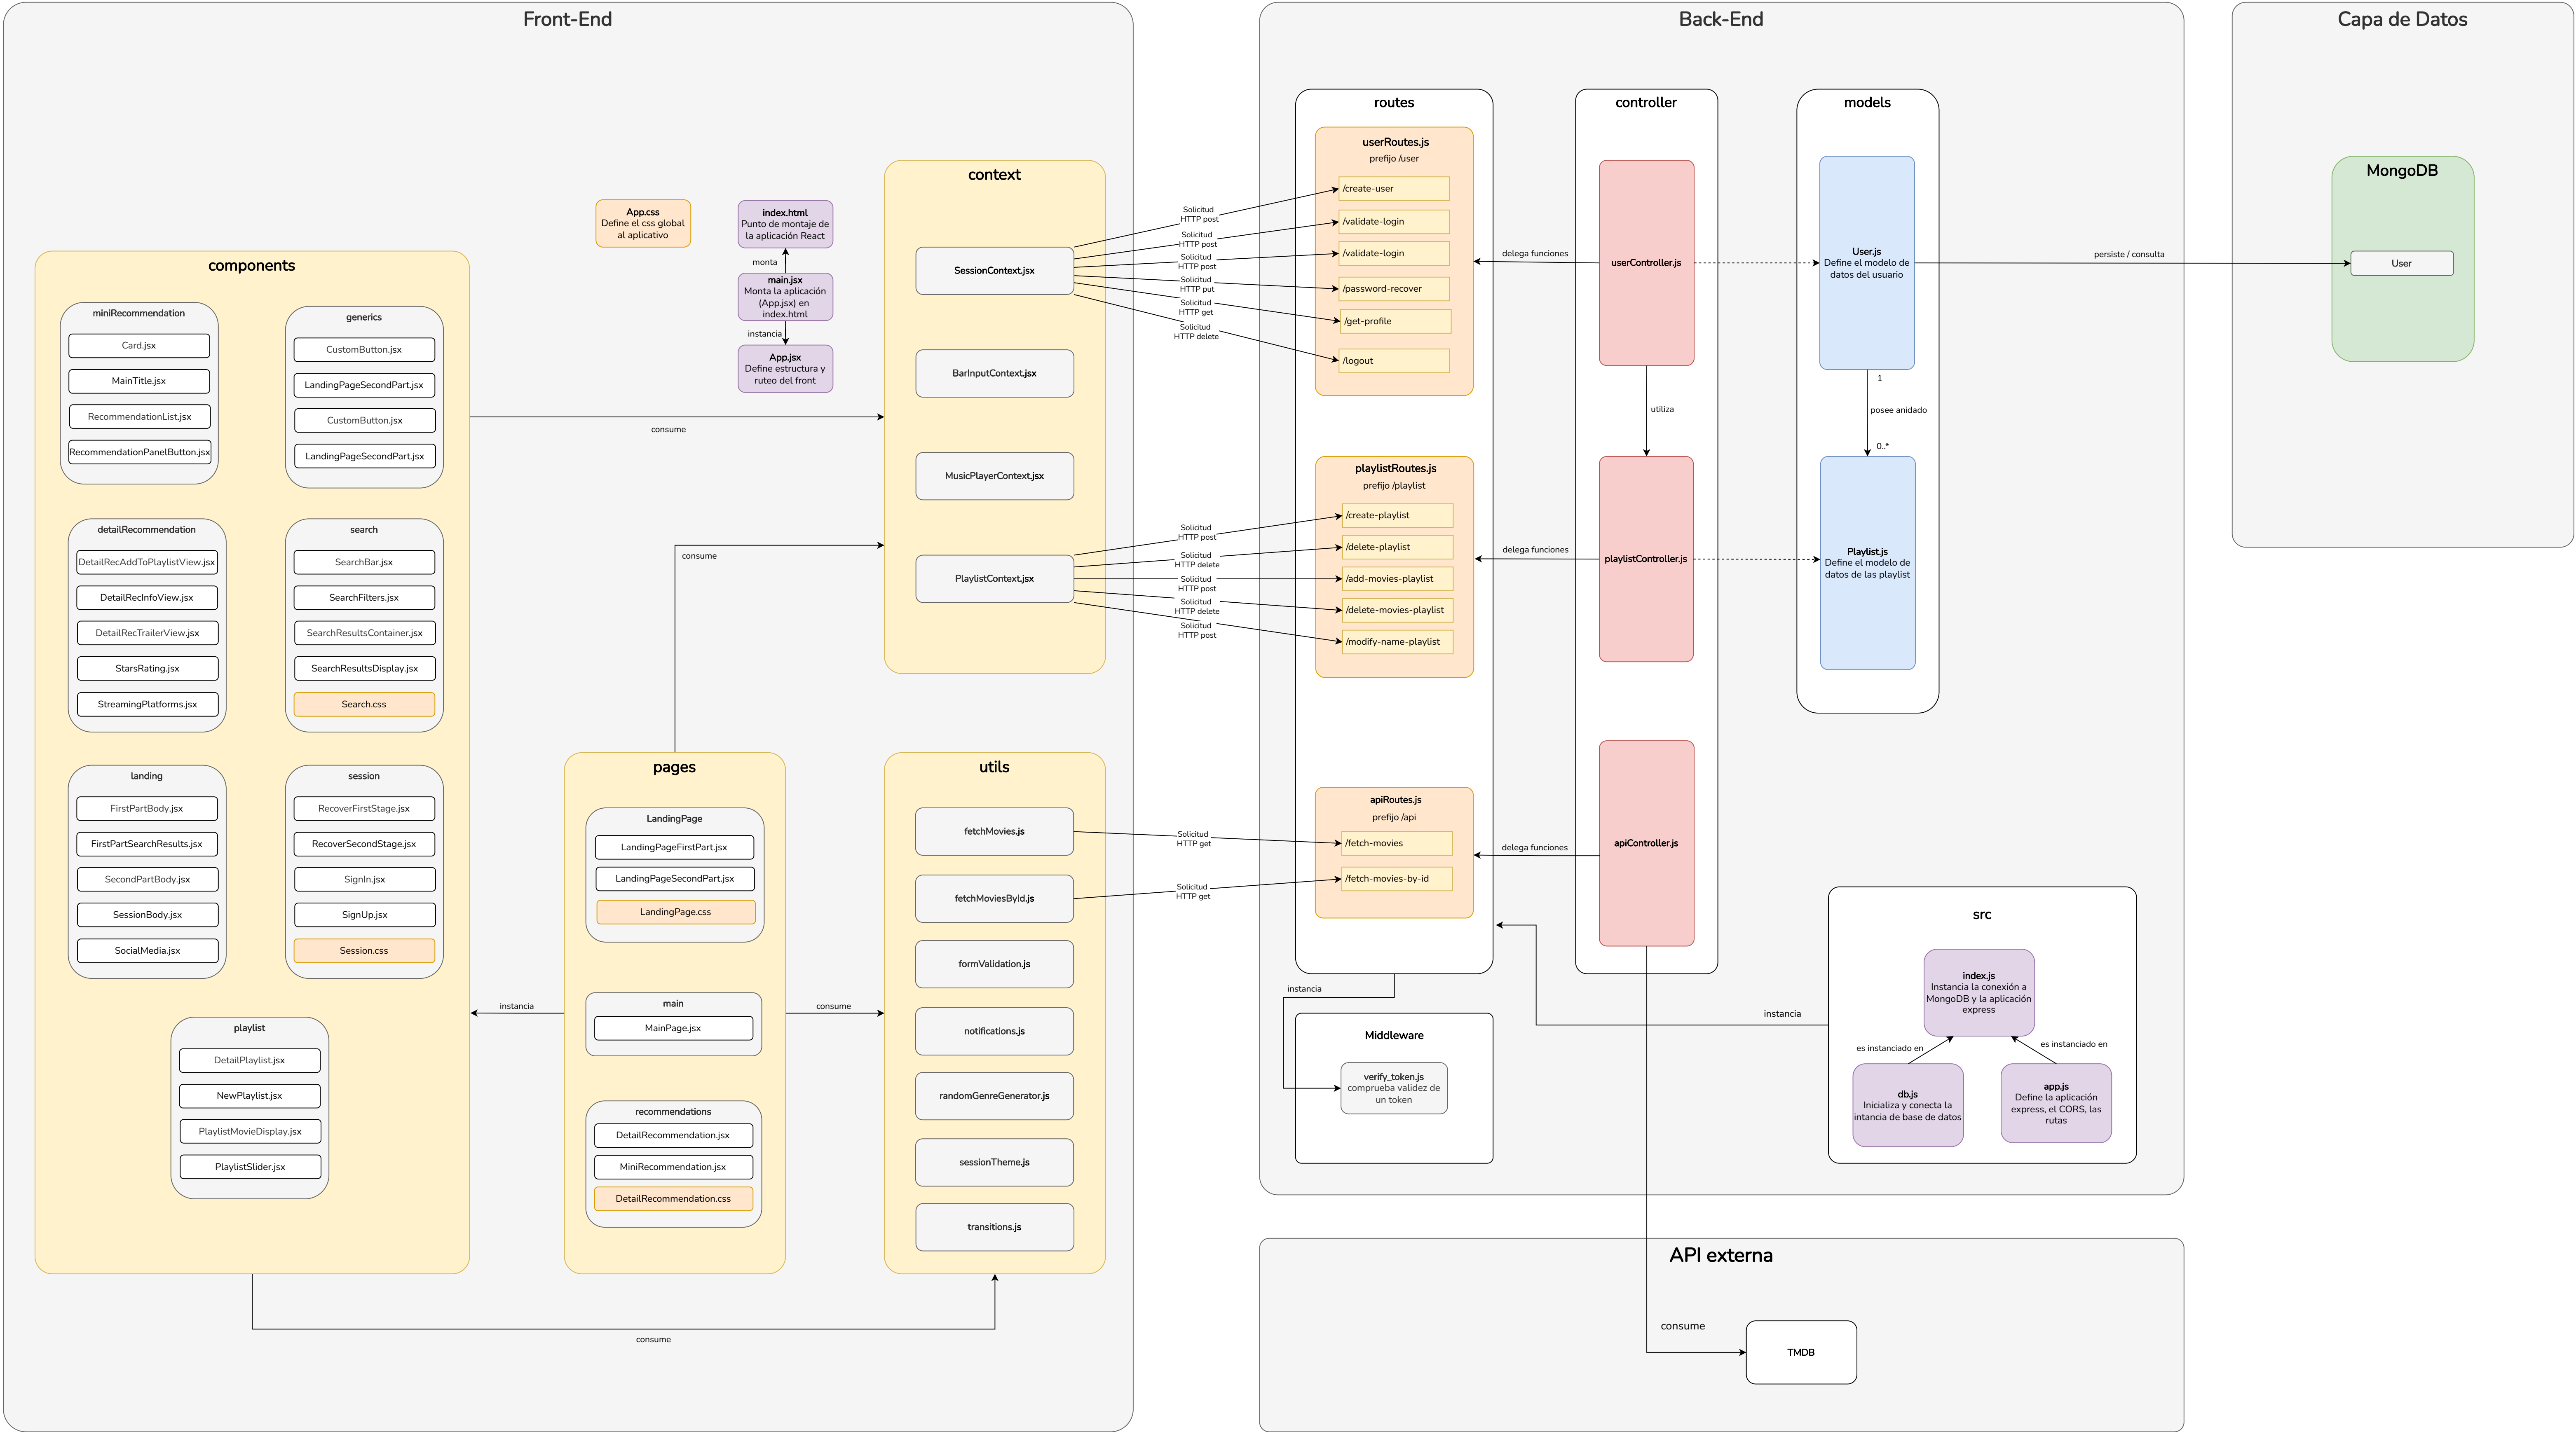 Front-End
App.css
Define el css global
al aplicativo
index.html
Punto de montaje de
la aplicación React
monta
main.jsx
Monta la aplicación
(App.jsx) en
index.html
instancia
App.jsx
Define estructura y
ruteo del front
components
miniRecommendation
Card.jsx
MainTitle.jsx
RecommendationList.jsx
RecommendationPanelButton.jsx
generics
CustomButton.jsx
LandingPageSecondPart.jsx
CustomButton.jsx
LandingPageSecondPart.jsx
detailRecommendation
DetailRecAddToPlaylistView.jsx
DetailRecInfoView.jsx
DetailRecTrailerView.jsx
StarsRating.jsx
StreamingPlatforms.jsx
search
SearchBar.jsx
SearchFilters.jsx
SearchResultsContainer.jsx
SearchResultsDisplay.jsx
Search.css
landing
FirstPartBody.jsx
FirstPartSearchResults.jsx
SecondPartBody.jsx
SessionBody.jsx
SocialMedia.jsx
session
RecoverFirstStage.jsx
RecoverSecondStage.jsx
SignIn.jsx
SignUp.jsx
Session.css
playlist
DetailPlaylist.jsx
NewPlaylist.jsx
PlaylistMovieDisplay.jsx
PlaylistSlider.jsx
consume
consume
instancia
consume
consume
pages
LandingPage
LandingPageFirstPart.jsx
LandingPageSecondPart.jsx
LandingPage.css
main
MainPage.jsx
recommendations
DetailRecommendation.jsx
MiniRecommendation.jsx
DetailRecommendation.css
context
SessionContext.jsx
BarInputContext.jsx
MusicPlayerContext.jsx
PlaylistContext.jsx
utils
fetchMovies.js
fetchMoviesById.js
formValidation.js
notifications.js
randomGenreGenerator.js
sessionTheme.js
transitions.js
Solicitud
HTTP post
Solicitud
HTTP post
Solicitud
HTTP post
Solicitud
HTTP put
Solicitud
HTTP get
Solicitud
HTTP delete
Solicitud
HTTP post
Solicitud
HTTP delete
Solicitud
HTTP post
Solicitud
HTTP delete
Solicitud
HTTP post
Solicitud
HTTP get
Solicitud
HTTP get
Back-End
routes
userRoutes.js
prefijo /user
/create-user
/validate-login
/validate-login
/password-recover
/get-profile
/logout
playlistRoutes.js
prefijo /playlist
/create-playlist
/delete-playlist
/add-movies-playlist
/delete-movies-playlist
/modify-name-playlist
apiRoutes.js
prefijo /api
/fetch-movies
/fetch-movies-by-id
delega funciones
delega funciones
delega funciones
controller
userController.js
utiliza
playlistController.js
apiController.js
models
User.js
Define el modelo de
datos del usuario
1
posee anidado
0..*
Playlist.js
Define el modelo de
datos de las playlist
instancia
Middleware
verify_token.js
comprueba validez de
un token
instancia
src
index.js
Instancia la conexión a
MongoDB y la aplicación
express
es instanciado en
es instanciado en
db.js
Inicializa y conecta la
intancia de base de datos
app.js
Define la aplicación
express, el CORS, las
rutas
persiste / consulta
Capa de Datos
MongoDB
User
API externa
consume
TMDB